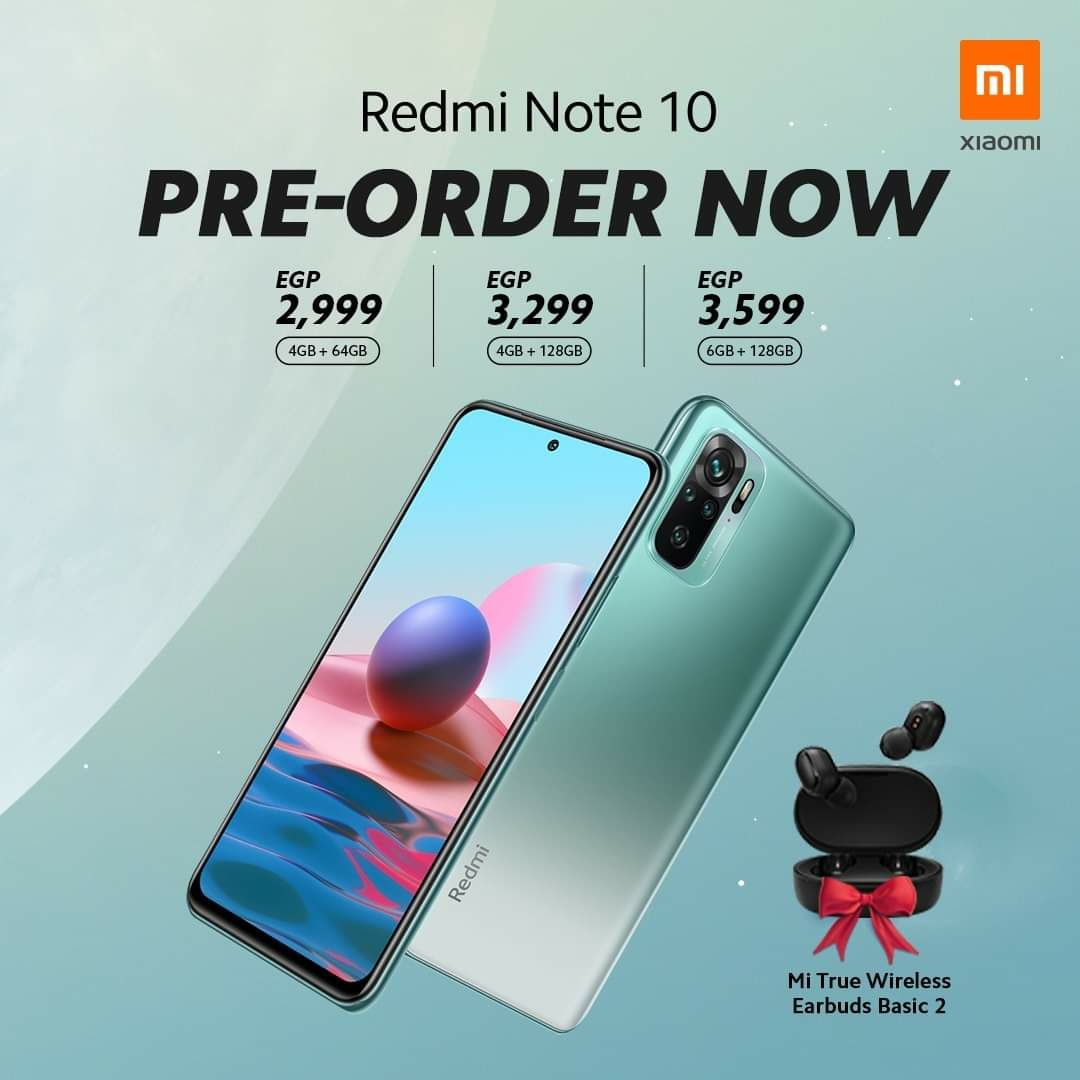 mi
xiaomi
Redmi Note 10
PRE-ORDER NOW
EGP
2,999
4GB + 64GB
EGP
3,299
4GB + 128GB
EGP
3,599
6GB + 128GB
Redmi
Mi True Wireless
Earbuds Basic 2